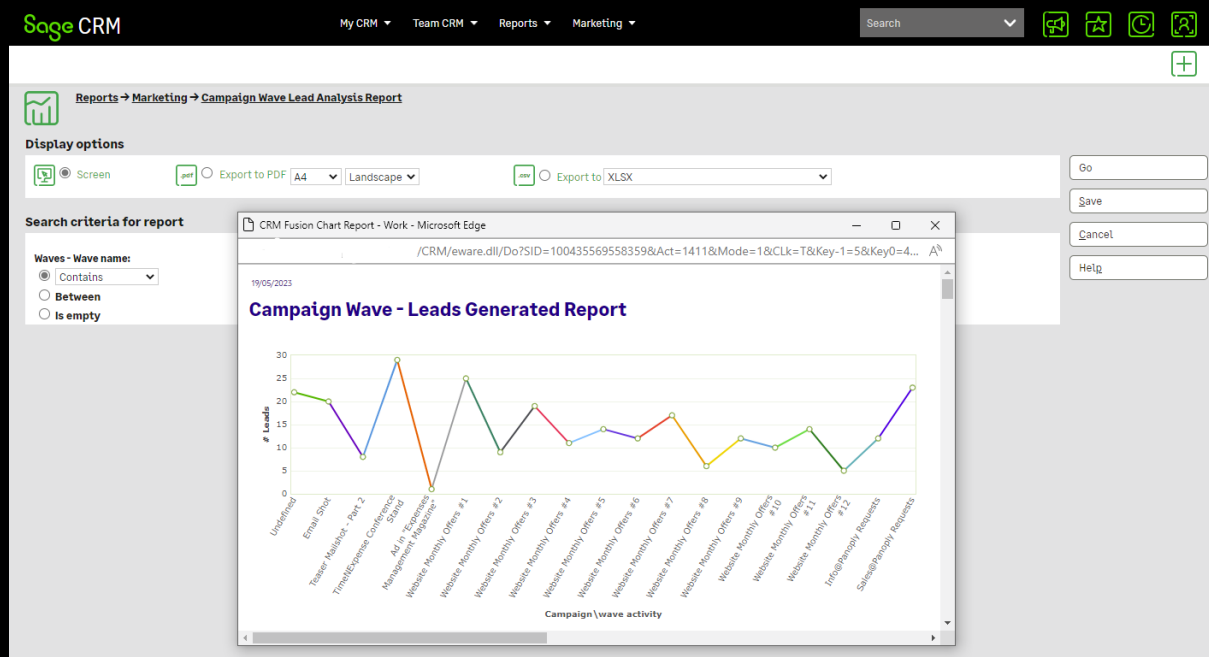 Sage CRM
My CRM Team CRM Reports Marketing
Search
Reports → Marketing → Campaign Wave Lead Analysis Report
Display options
Screen
.pdf Export to PDF A4 Landscape
.csv Export to XLSX
Go
Save
Cancel
Help
Search criteria for report
Waves - Wave name:
Contains
Between
Is empty
CRM Fusion Chart Report - Work - Microsoft Edge
/CRM/eware.dll/Do?SID=100435569558359&Act=1411&Mode=1&CLk=T&Key-1=5&Key0=4...
19/05/2023
Campaign Wave - Leads Generated Report
30
25
20
15
10
5
0
# Leads
Undefined
Email Shot
Teaser Mailshot - Part 2
TimeNExpense Conference
Stand
Ad in "Expenses
Management Magazine"
Website Monthly Offers #1
Website Monthly Offers #2
Website Monthly Offers #3
Website Monthly Offers #4
Website Monthly Offers #5
Website Monthly Offers #6
Website Monthly Offers #7
Website Monthly Offers #8
Website Monthly Offers #9
Website Monthly Offers
#10
Website Monthly Offers
#11
Website Monthly Offers
#12
Info@Panoply Requests
Sales@Panoply Requests
Campaign\wave activity